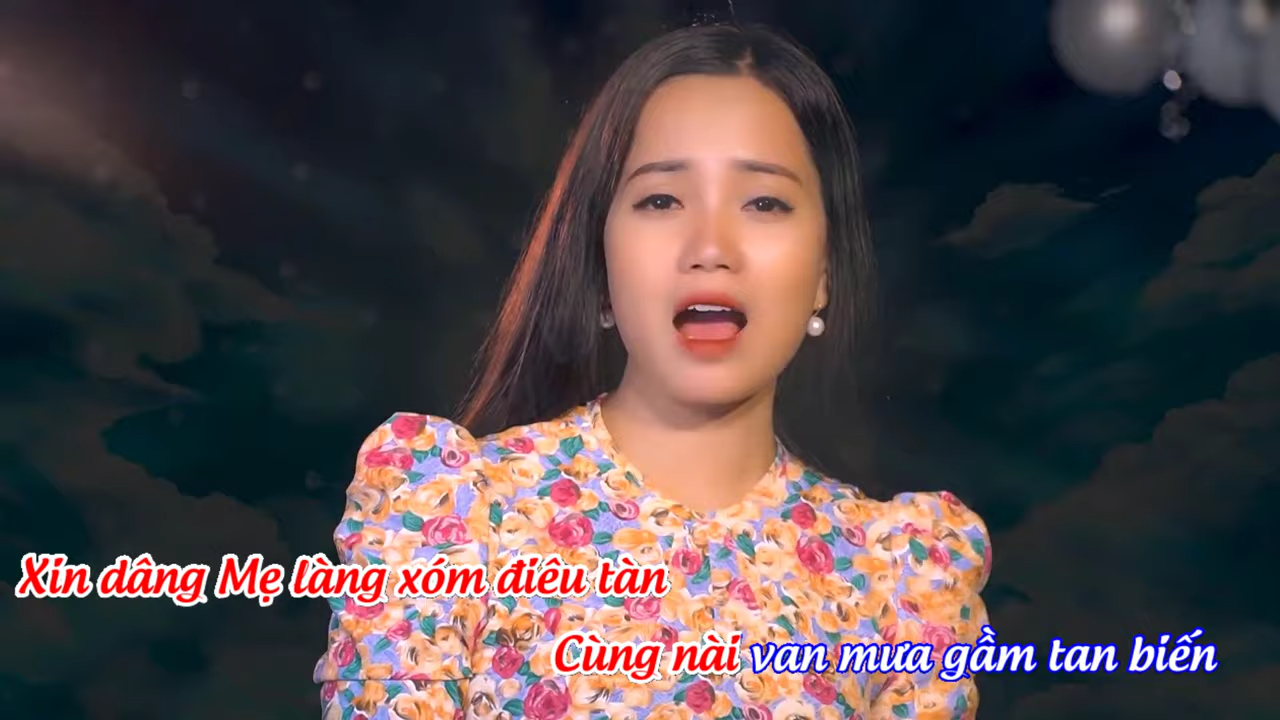 Xin dâng Mẹ làng xóm điêu tàn
Cùng nài van mưa gầm tan biến